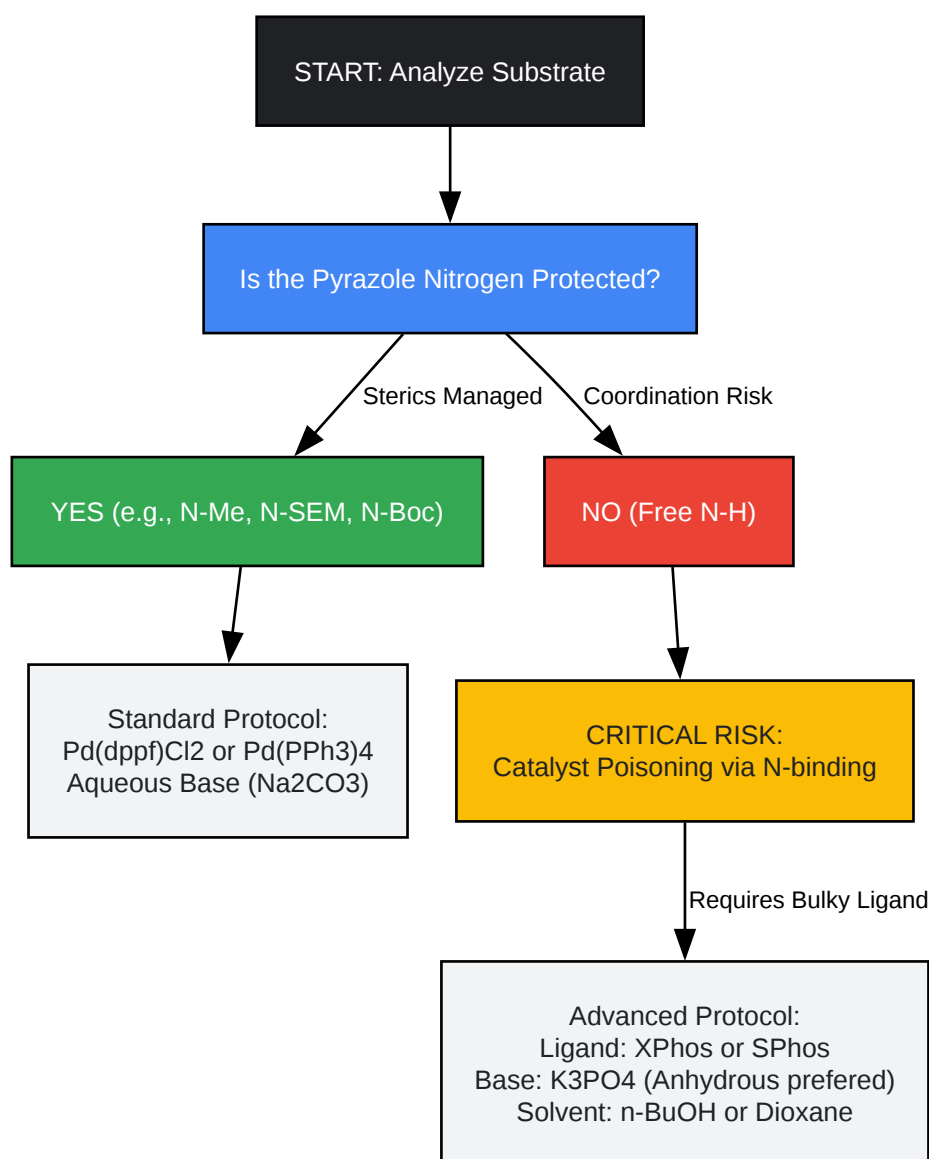 START: Analyze Substrate
Is the Pyrazole Nitrogen Protected?
Sterics Managed
Coordination Risk
YES (e.g., N-Me, N-SEM, N-Boc)
NO (Free N-H)
Standard Protocol:
Pd(dppf)Cl2 or Pd(PPh3)4
Aqueous Base (Na2CO3)
CRITICAL RISK:
Catalyst Poisoning via N-binding
Requires Bulky Ligand
Advanced Protocol:
Ligand: XPhos or SPhos
Base: K3PO4 (Anhydrous prefered)
Solvent: n-BuOH or Dioxane